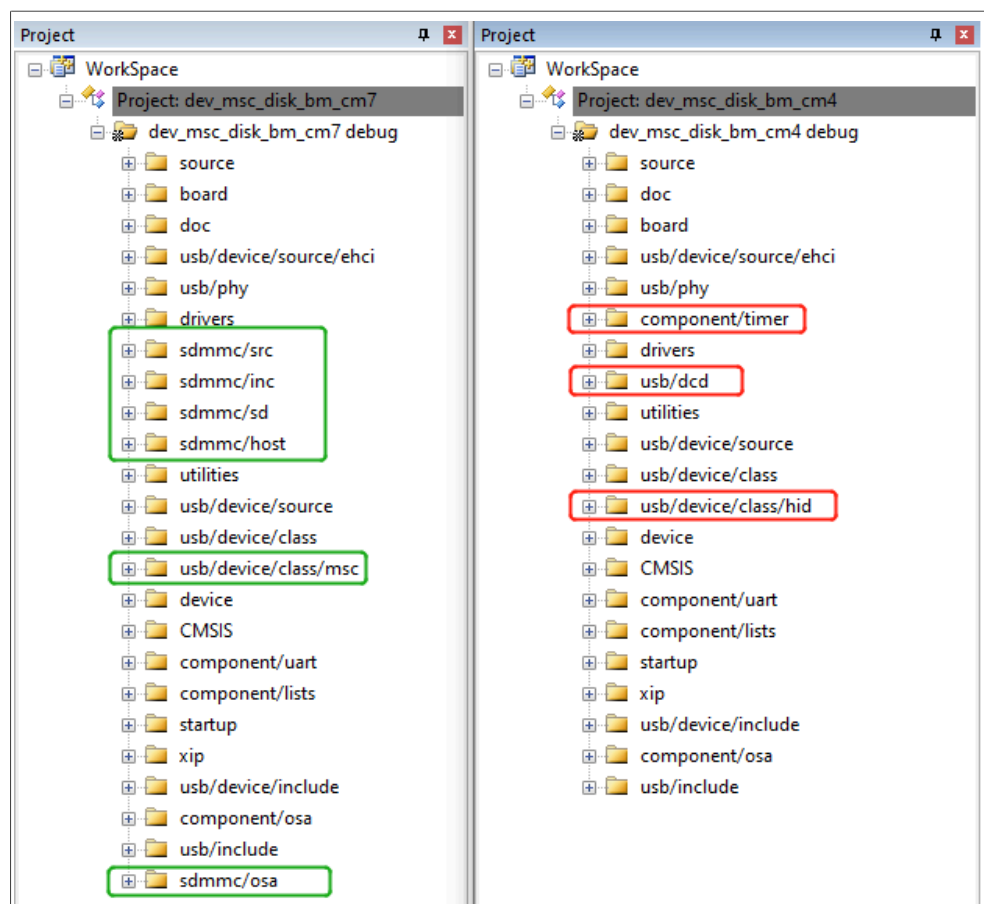 Project
WorkSpace
Project: dev_msc_disk_bm_cm7
dev_msc_disk_bm_cm7 debug
source
board
doc
usb/device/source/ehci
usb/phy
drivers
sdmmc/src
sdmmc/inc
sdmmc/sd
sdmmc/host
utilities
usb/device/source
usb/device/class
usb/device/class/msc
device
CMSIS
component/uart
component/lists
startup
xip
usb/device/include
component/osa
usb/include
sdmmc/osa
Project
WorkSpace
Project: dev_msc_disk_bm_cm4
dev_msc_disk_bm_cm4 debug
source
doc
board
usb/device/source/ehci
usb/phy
component/timer
drivers
usb/dcd
utilities
usb/device/source
usb/device/class
usb/device/class/hid
device
CMSIS
component/uart
component/lists
startup
xip
usb/device/include
component/osa
usb/include